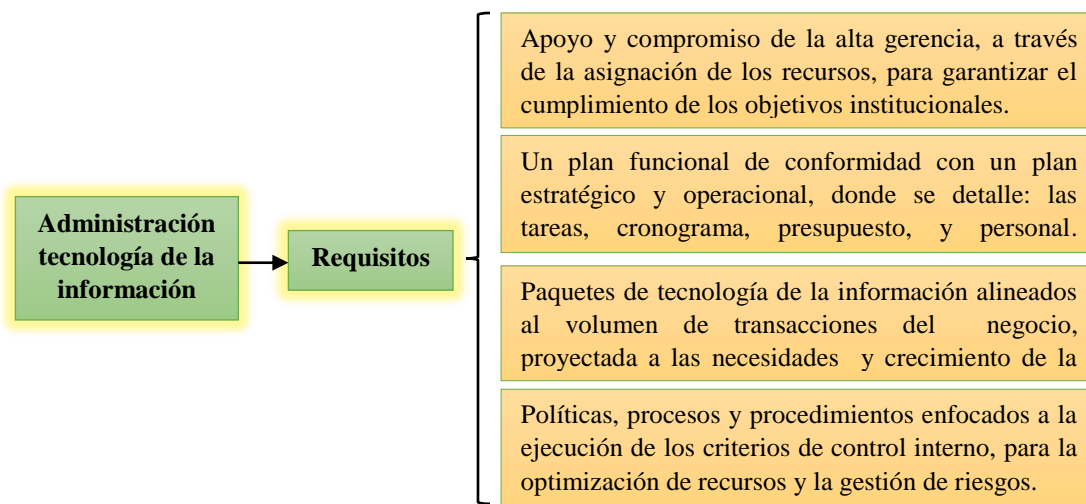 Administración
tecnología de la
información
Requisitos
Apoyo y compromiso de la alta gerencia, a través
de la asignación de los recursos, para garantizar el
cumplimiento de los objetivos institucionales.
Un plan funcional de conformidad con un plan
estratégico y operacional, donde se detalle: las
tareas, cronograma, presupuesto, y personal.
Paquetes de tecnología de la información alineados
al volumen de transacciones del negocio,
proyectada a las necesidades y crecimiento de la
Políticas, procesos y procedimientos enfocados a la
ejecución de los criterios de control interno, para la
optimización de recursos y la gestión de riesgos.